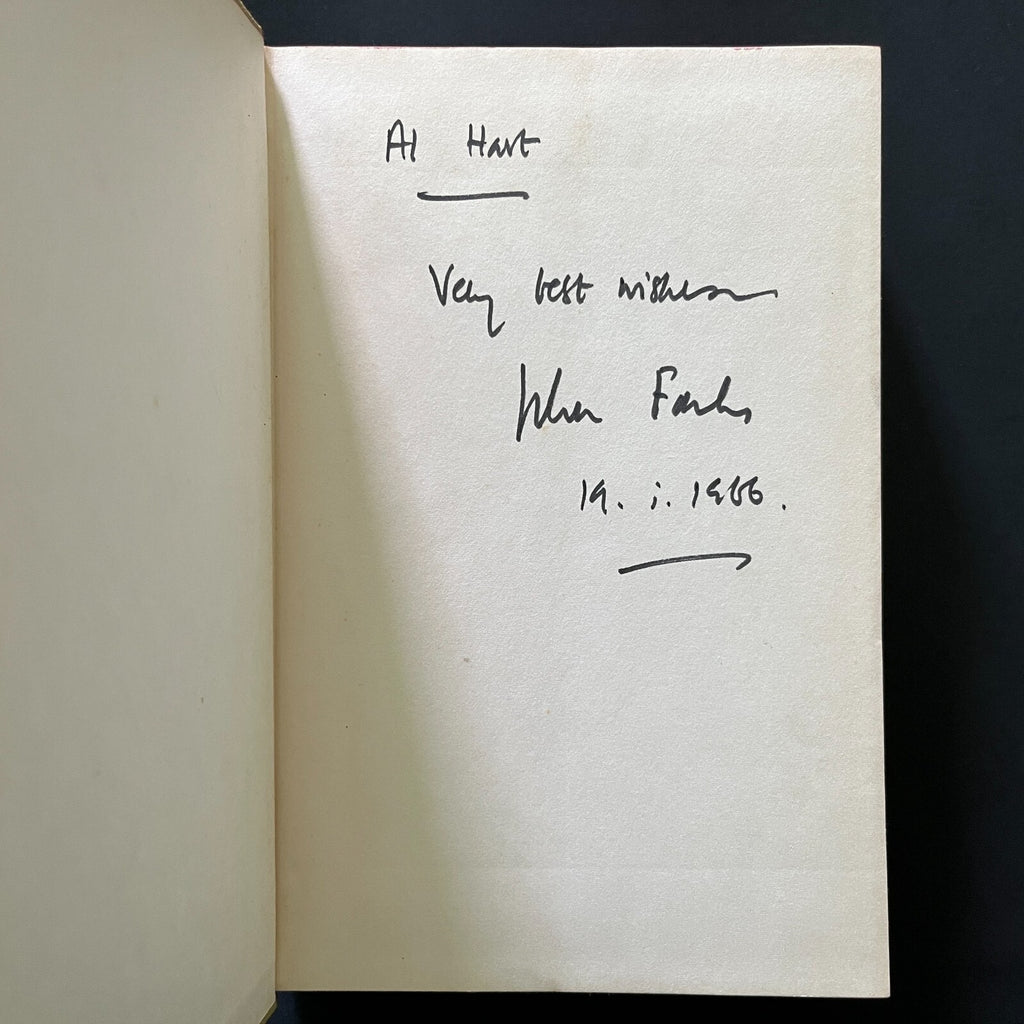 Al Hart
Very best wishes
John Fowles
19. i. 1966.